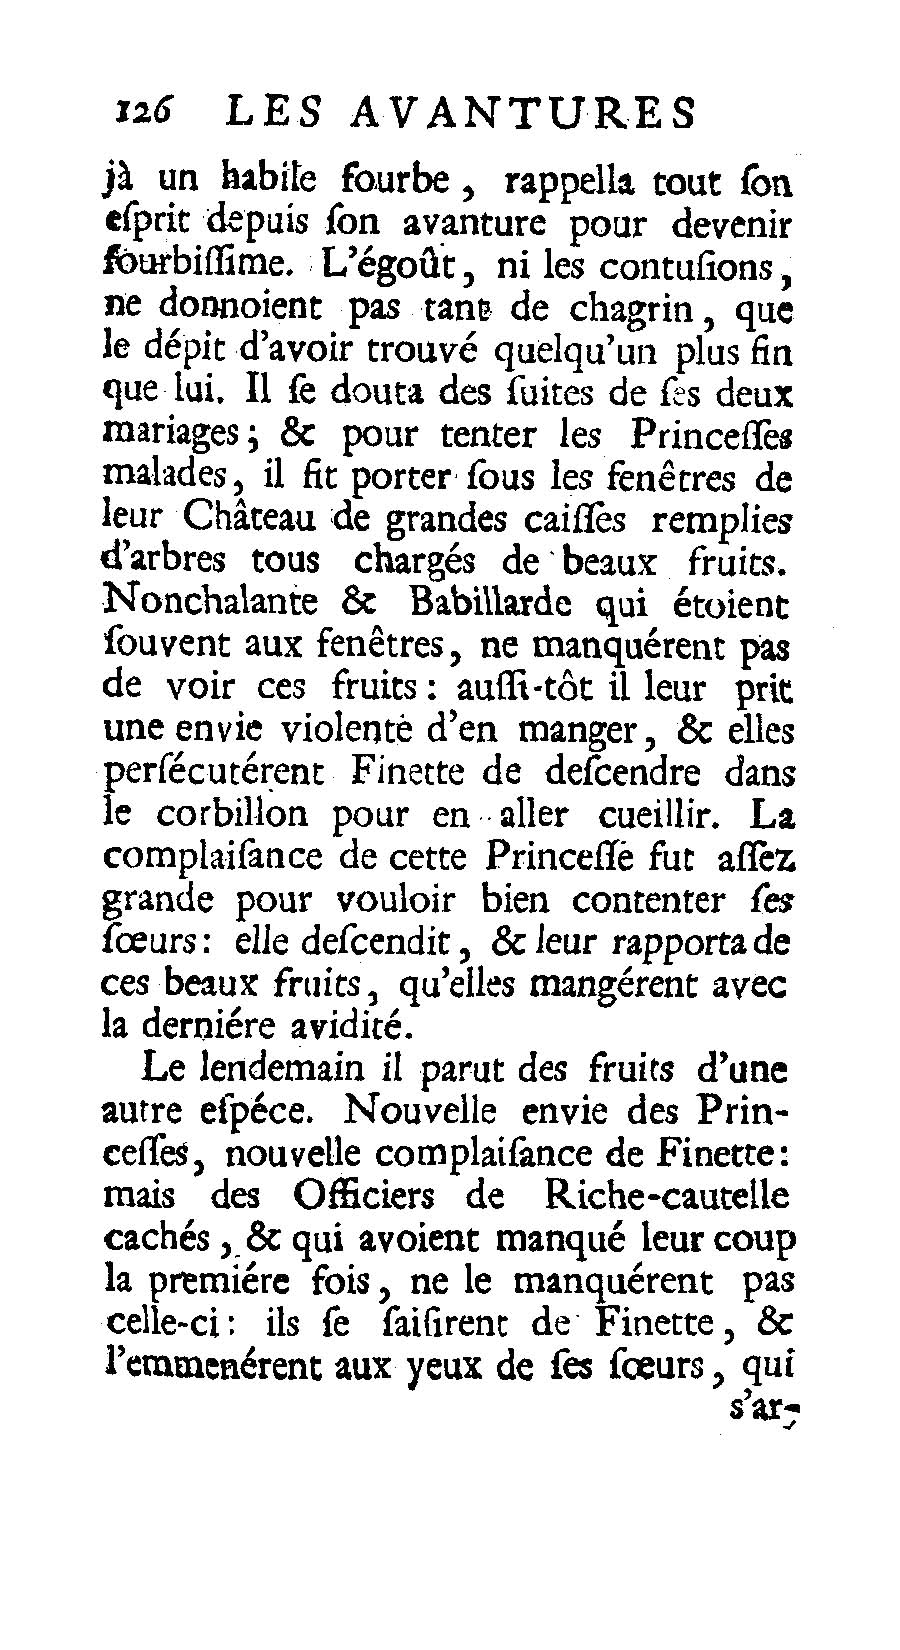 126 LES AVANTURES
jà un habile fourbe, rappella tout ſon
eſprit depuis ſon avanture pour devenir
fourbiſſime. L'égoût, ni les contuſions,
ne donnoient pas tant de chagrin, que
le dépit d'avoir trouvé quelqu'un plus fin
que lui. Il ſe douta des ſuites de ſes deux
mariages; & pour tenter les Princeſſes
malades, il fit porter ſous les fenêtres de
leur Château de grandes caiſſes remplies
d'arbres tous chargés de beaux fruits.
Nonchalante & Babillarde qui étoient
ſouvent aux fenêtres, ne manquérent pas
de voir ces fruits: auſſi-tôt il leur prit
une envie violente d'en manger, & elles
perſécutérent Finette de deſcendre dans
le corbillon pour en aller cueillir. La
complaiſance de cette Princeſſe fut aſſez
grande pour vouloir bien contenter ſes
ſœurs: elle deſcendit, & leur rapporta de
ces beaux fruits, qu'elles mangérent avec
la derniére avidité.
Le lendemain il parut des fruits d'une
autre eſpéce. Nouvelle envie des Prin-
ceſſes, nouvelle complaiſance de Finette:
mais des Officiers de Riche-cautelle
cachés, & qui avoient manqué leur coup
la premiére fois, ne le manquérent pas
celle-ci: ils ſe ſaiſirent de Finette, &
l'emmenérent aux yeux de ſes ſœurs, qui
s'ar-